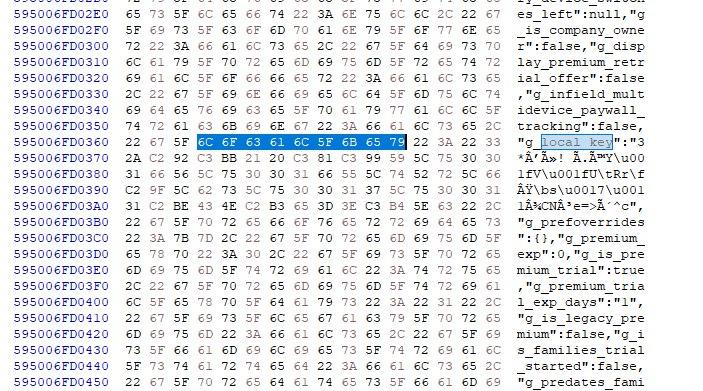 595006FD02E0 65 73 5F 6C 65 66 74 22 3A 6E 75 6C 6C 2C 22 67 es_left":null,"g
595006FD02F0 5F 69 73 5F 63 6F 6D 70 61 6E 79 5F 6F 77 6E 65 _is_company_owne
595006FD0300 72 22 3A 66 61 6C 73 65 2C 22 67 5F 64 69 73 70 r":false,"g_disp
595006FD0310 6C 61 79 5F 70 72 65 6D 69 75 6D 5F 72 65 74 72 lay_premium_retr
595006FD0320 69 61 6C 5F 6F 66 66 65 72 22 3A 66 61 6C 73 65 ial_offer":false
595006FD0330 2C 22 67 5F 69 6E 66 69 65 6C 64 5F 6D 75 6C 74 ,"g_infield_mult
595006FD0340 69 64 65 76 69 63 65 5F 70 61 79 77 61 6C 6C 5F idevice_paywall_
595006FD0350 74 72 61 63 6B 69 6E 67 22 3A 66 61 6C 73 65 2C tracking":false,
595006FD0360 22 67 5F 6C 6F 63 61 6C 5F 6B 65 79 22 3A 22 33 "g_local_key":"3
595006FD0370 2A C2 92 C3 BB 21 20 C3 81 C3 99 59 5C 75 30 30 *Â’Ã»! Ã.Ã™Y\u00
595006FD0380 31 66 56 5C 75 30 30 31 66 55 5C 74 52 72 5C 66 1fV\u001fU\tRr\f
595006FD0390 C2 9F 5C 62 73 5C 75 30 30 31 37 5C 75 30 30 31 ÂŸ\bs\u0017\u001
595006FD03A0 31 C2 BE 43 4E C2 B3 65 3D 3E C3 B4 5E 63 22 2C 1Â¾CNÂ³e=>Ã´^c",
595006FD03B0 22 67 5F 70 72 65 66 6F 76 65 72 72 69 64 65 73 "g_prefoverrides
595006FD03C0 22 3A 7B 7D 2C 22 67 5F 70 72 65 6D 69 75 6D 5F ":{},"g_premium_
595006FD03D0 65 78 70 22 3A 30 2C 22 67 5F 69 73 5F 70 72 65 exp":0,"g_is_pre
595006FD03E0 6D 69 75 6D 5F 74 72 69 61 6C 22 3A 74 72 75 65 mium_trial":true
595006FD03F0 2C 22 67 5F 70 72 65 6D 69 75 6D 5F 74 72 69 61 ,"g_premium_tria
595006FD0400 6C 5F 65 78 70 5F 64 61 79 73 22 3A 22 31 22 2C l_exp_days":"1",
595006FD0410 22 67 5F 69 73 5F 6C 65 67 61 63 79 5F 70 72 65 "g_is_legacy_pre
595006FD0420 6D 69 75 6D 22 3A 66 61 6C 73 65 2C 22 67 5F 69 mium":false,"g_i
595006FD0430 73 5F 66 61 6D 69 6C 69 65 73 5F 74 72 69 61 6C s_families_trial
595006FD0440 5F 73 74 61 72 74 65 64 22 3A 66 61 6C 73 65 2C _started":false,
595006FD0450 22 67 5F 70 72 65 64 61 74 65 73 5F 66 61 6D 69 "g_predates_fami